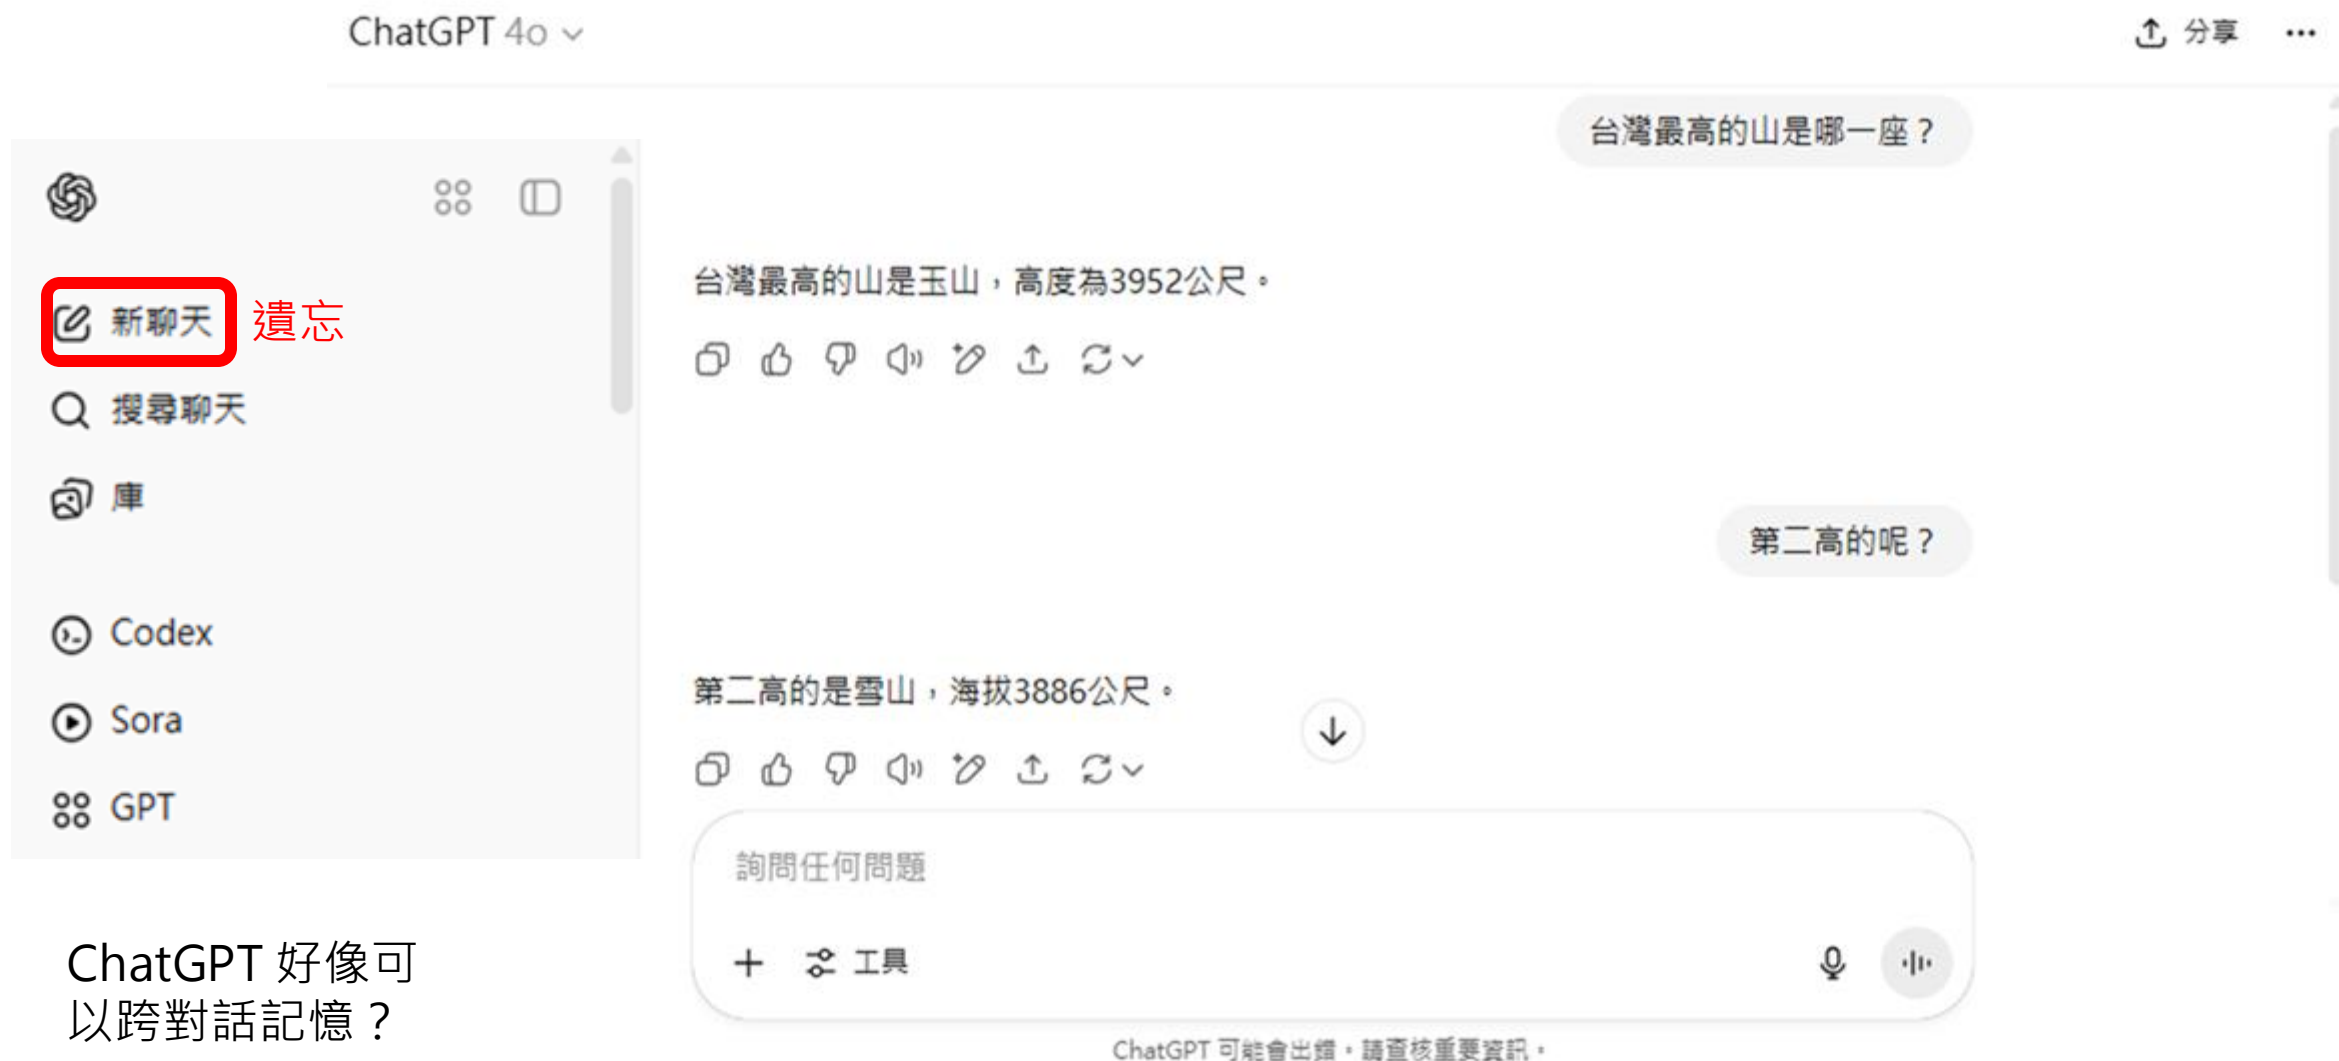 ChatGPT 4o
分享
台灣最高的山是哪一座？
新聊天
遺忘
搜尋聊天
庫
Codex
Sora
GPT
台灣最高的山是玉山，高度為3952公尺。
第二高的呢？
第二高的是雪山，海拔3886公尺。
詢問任何問題
工具
ChatGPT 可能會出錯。請查核重要資訊。
ChatGPT 好像可
以跨對話記憶？